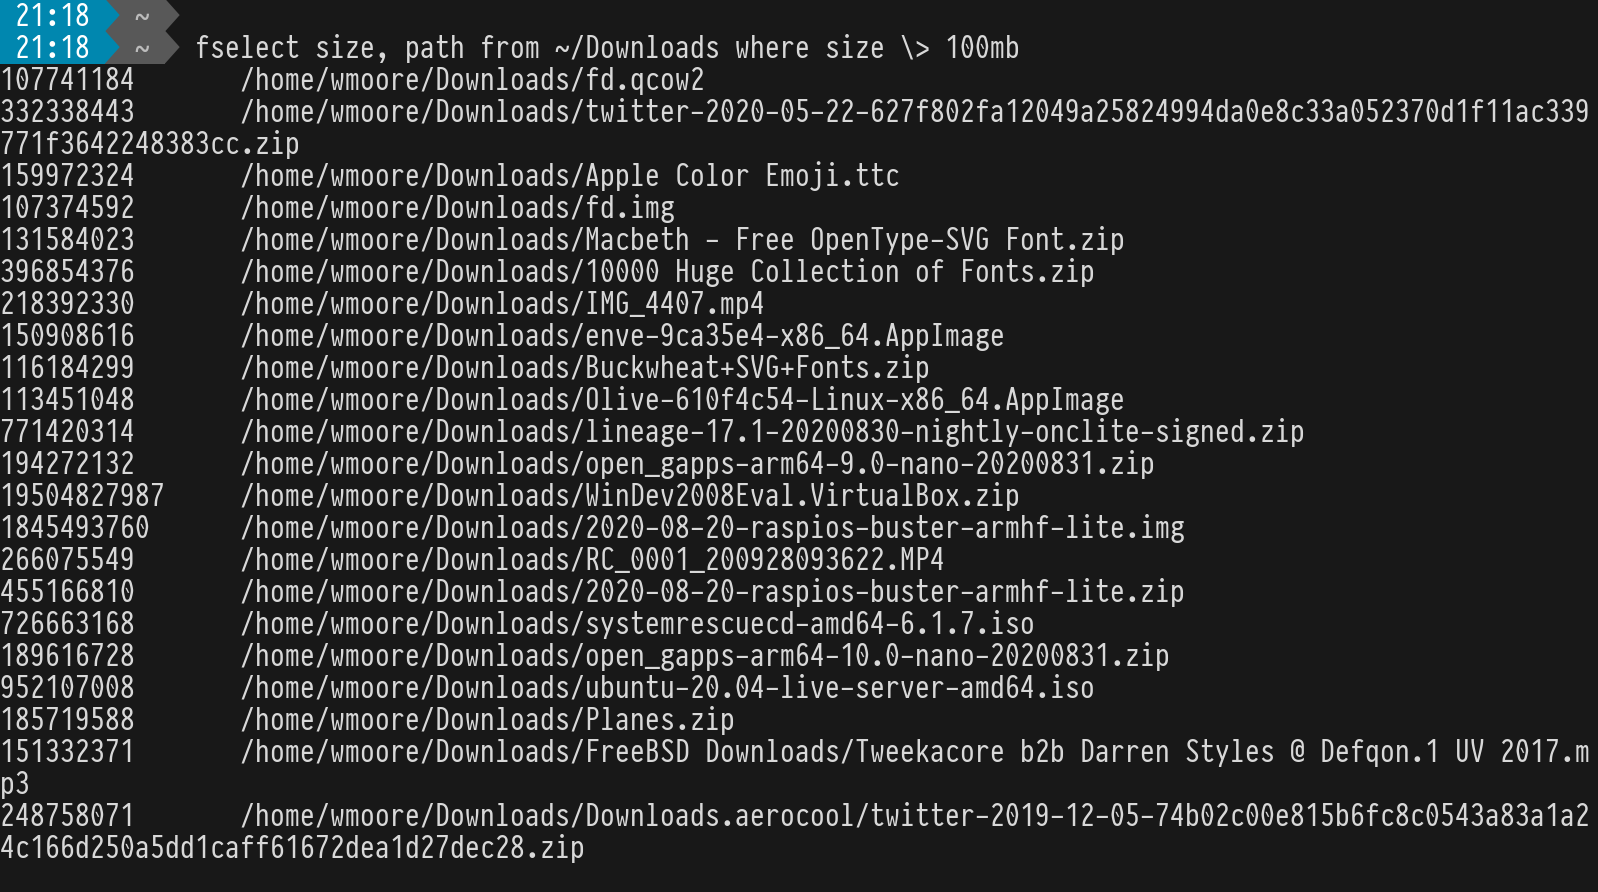 21:18 ~
21:18 ~ fselect size, path from ~/Downloads where size \> 100mb
107741184 /home/wmoore/Downloads/fd.qcow2
332338443 /home/wmoore/Downloads/twitter-2020-05-22-627f802fa12049a25824994da0e8c33a052370d1f11ac339
771f3642248383cc.zip
159972324 /home/wmoore/Downloads/Apple Color Emoji.ttc
107374592 /home/wmoore/Downloads/fd.img
131584023 /home/wmoore/Downloads/Macbeth - Free OpenType-SVG Font.zip
396854376 /home/wmoore/Downloads/10000 Huge Collection of Fonts.zip
218392330 /home/wmoore/Downloads/IMG_4407.mp4
150908616 /home/wmoore/Downloads/enve-9ca35e4-x86_64.AppImage
116184299 /home/wmoore/Downloads/Buckwheat+SVG+Fonts.zip
113451048 /home/wmoore/Downloads/Olive-610f4c54-Linux-x86_64.AppImage
771420314 /home/wmoore/Downloads/lineage-17.1-20200830-nightly-onclite-signed.zip
194272132 /home/wmoore/Downloads/open_gapps-arm64-9.0-nano-20200831.zip
19504827987 /home/wmoore/Downloads/WinDev2008Eval.VirtualBox.zip
1845493760 /home/wmoore/Downloads/2020-08-20-raspios-buster-armhf-lite.img
266075549 /home/wmoore/Downloads/RC_0001_200928093622.MP4
455166810 /home/wmoore/Downloads/2020-08-20-raspios-buster-armhf-lite.zip
726663168 /home/wmoore/Downloads/systemrescuecd-amd64-6.1.7.iso
189616728 /home/wmoore/Downloads/open_gapps-arm64-10.0-nano-20200831.zip
952107008 /home/wmoore/Downloads/ubuntu-20.04-live-server-amd64.iso
185719588 /home/wmoore/Downloads/Planes.zip
151332371 /home/wmoore/Downloads/FreeBSD Downloads/Tweekacore b2b Darren Styles @ Defqon.1 UV 2017.m
p3
248758071 /home/wmoore/Downloads/Downloads.aerocool/twitter-2019-12-05-74b02c00e815b6fc8c0543a83a1a2
4c166d250a5dd1caff61672dea1d27dec28.zip